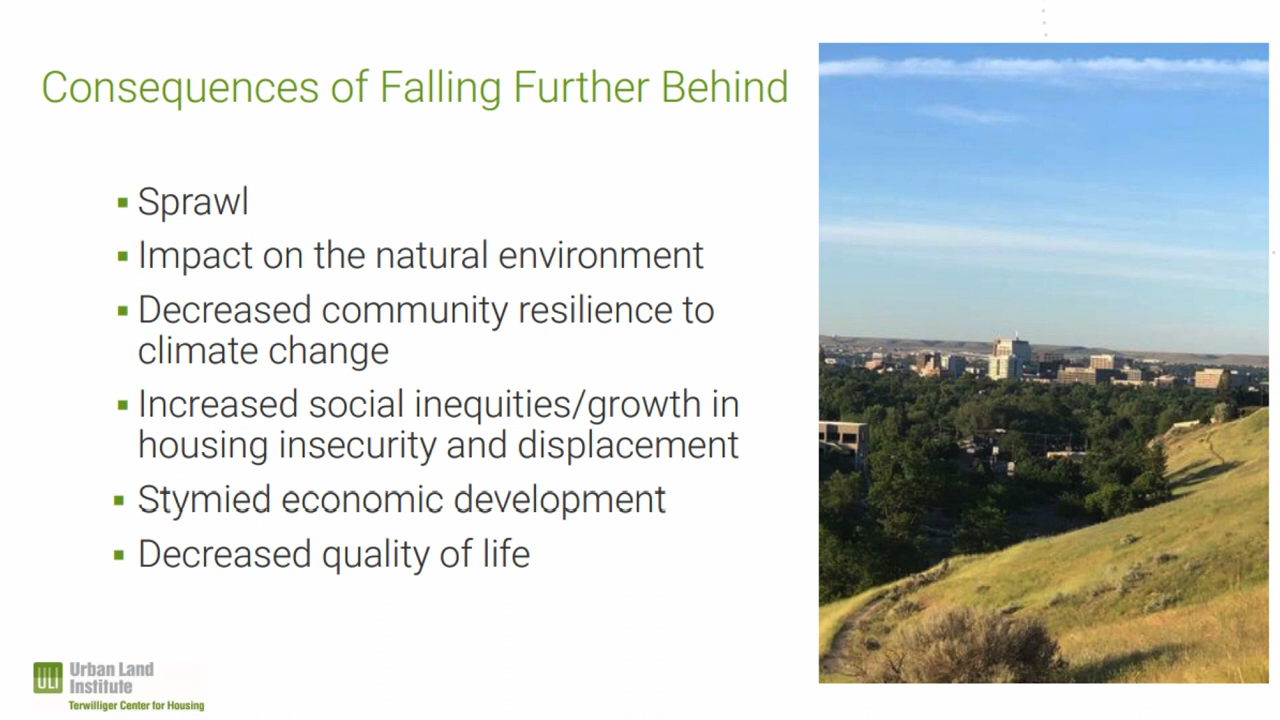 Consequences of Falling Further Behind
▪ Sprawl
▪ Impact on the natural environment
▪ Decreased community resilience to
climate change
▪ Increased social inequities/growth in
housing insecurity and displacement
▪ Stymied economic development
▪ Decreased quality of life
ULI
Urban Land
Institute
Terwilliger Center for Housing